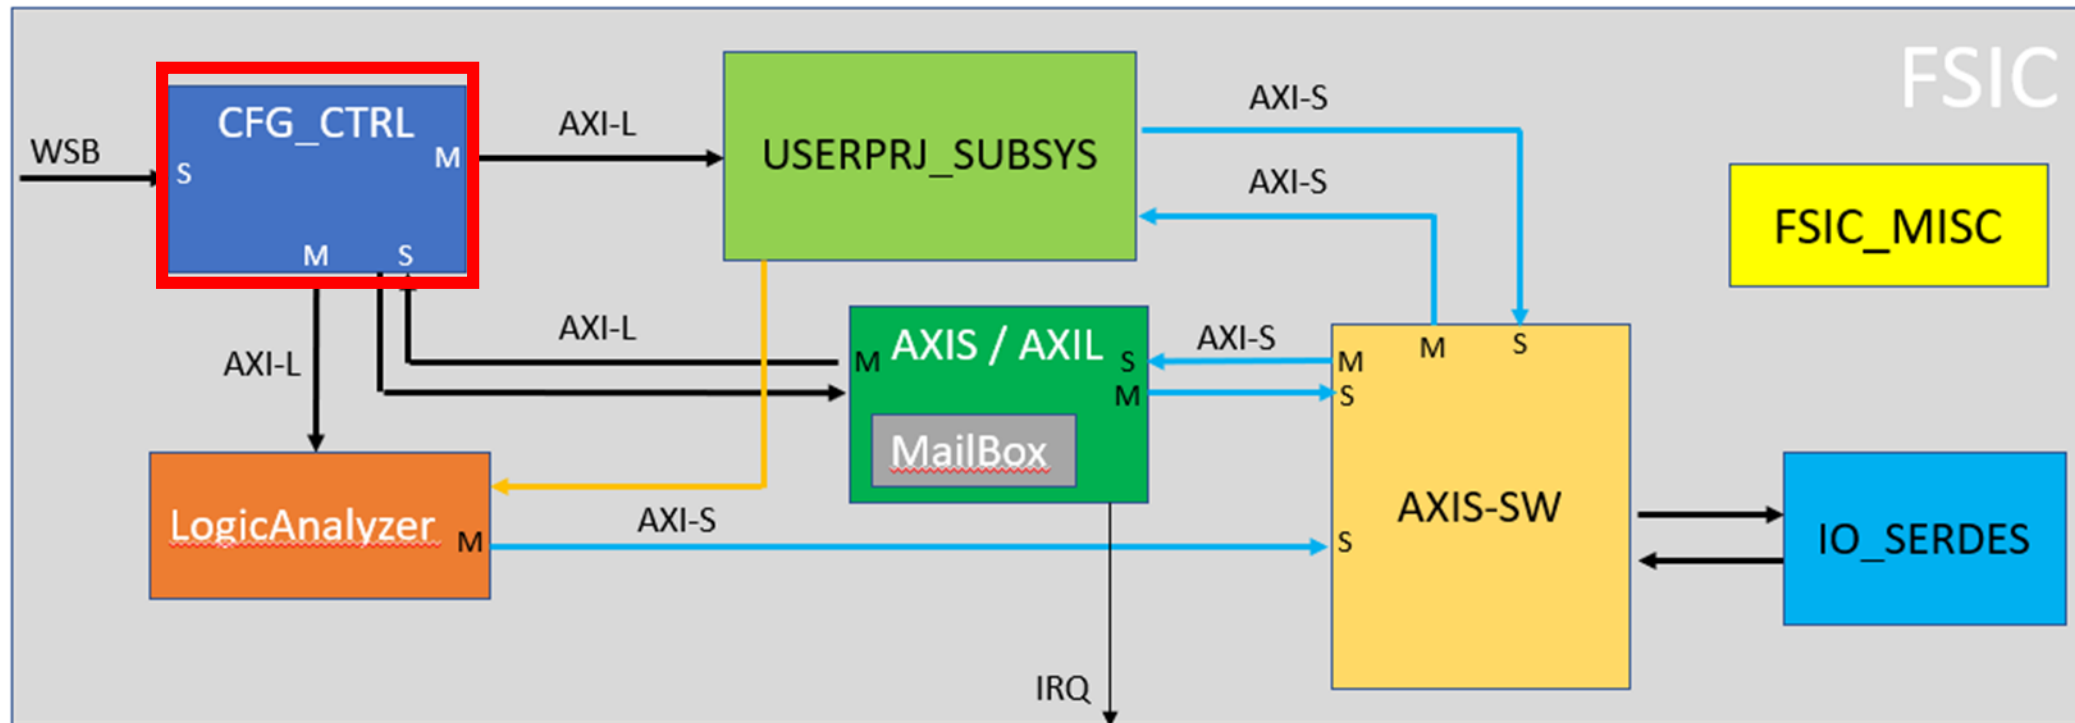 FSIC
WSB
CFG_CTRL
S
M
M
S
AXI-L
USERPRJ_SUBSYS
AXI-S
AXI-S
FSIC_MISC
AXI-L
AXI-L
AXIS / AXIL
M
S
M
MailBox
AXI-S
M
S
M
S
S
AXIS-SW
LogicAnalyzer
M
AXI-S
IO_SERDES
IRQ